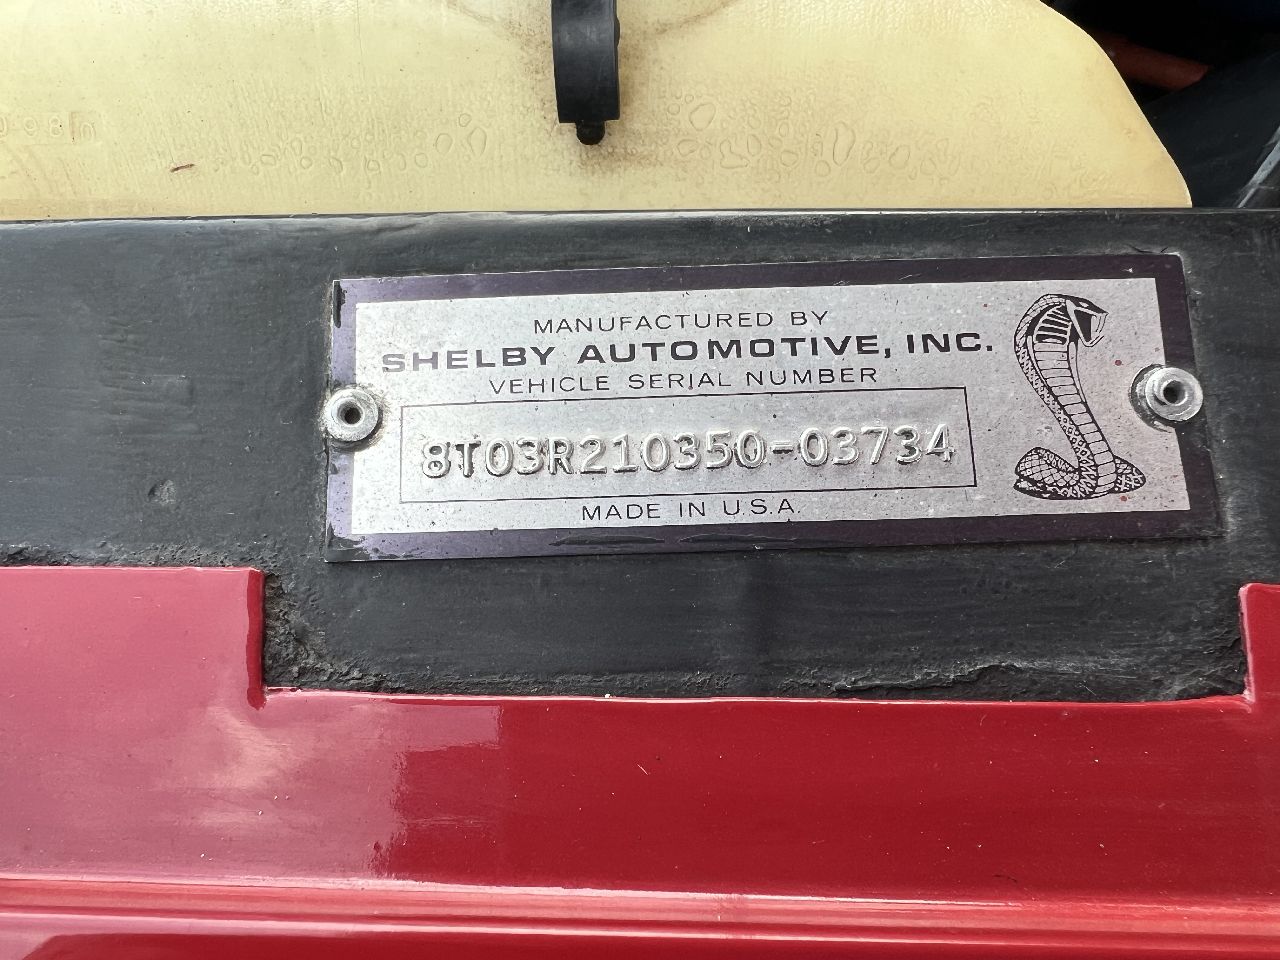 MANUFACTURED BY
SHELBY AUTOMOTIVE, INC.
VEHICLE SERIAL NUMBER
8T03R210350-03734
MADE IN U.S.A.